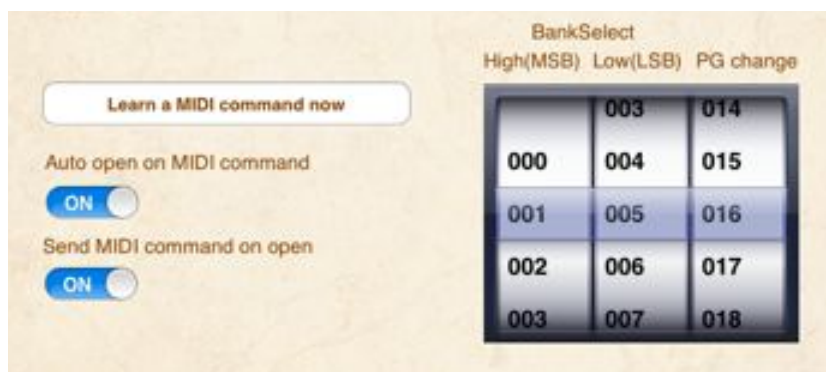 BankSelect
High(MSB) Low(LSB) PG change
Learn a MIDI command now
Auto open on MIDI command
ON
Send MIDI command on open
ON
003 014
000 004 015
001 005 016
002 006 017
003 007 018